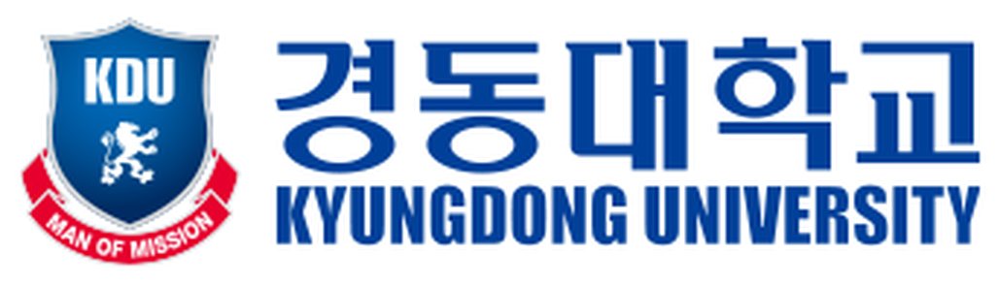 KDU
MAN OF MISSION
경동대학교
KYUNGDONG UNIVERSITY